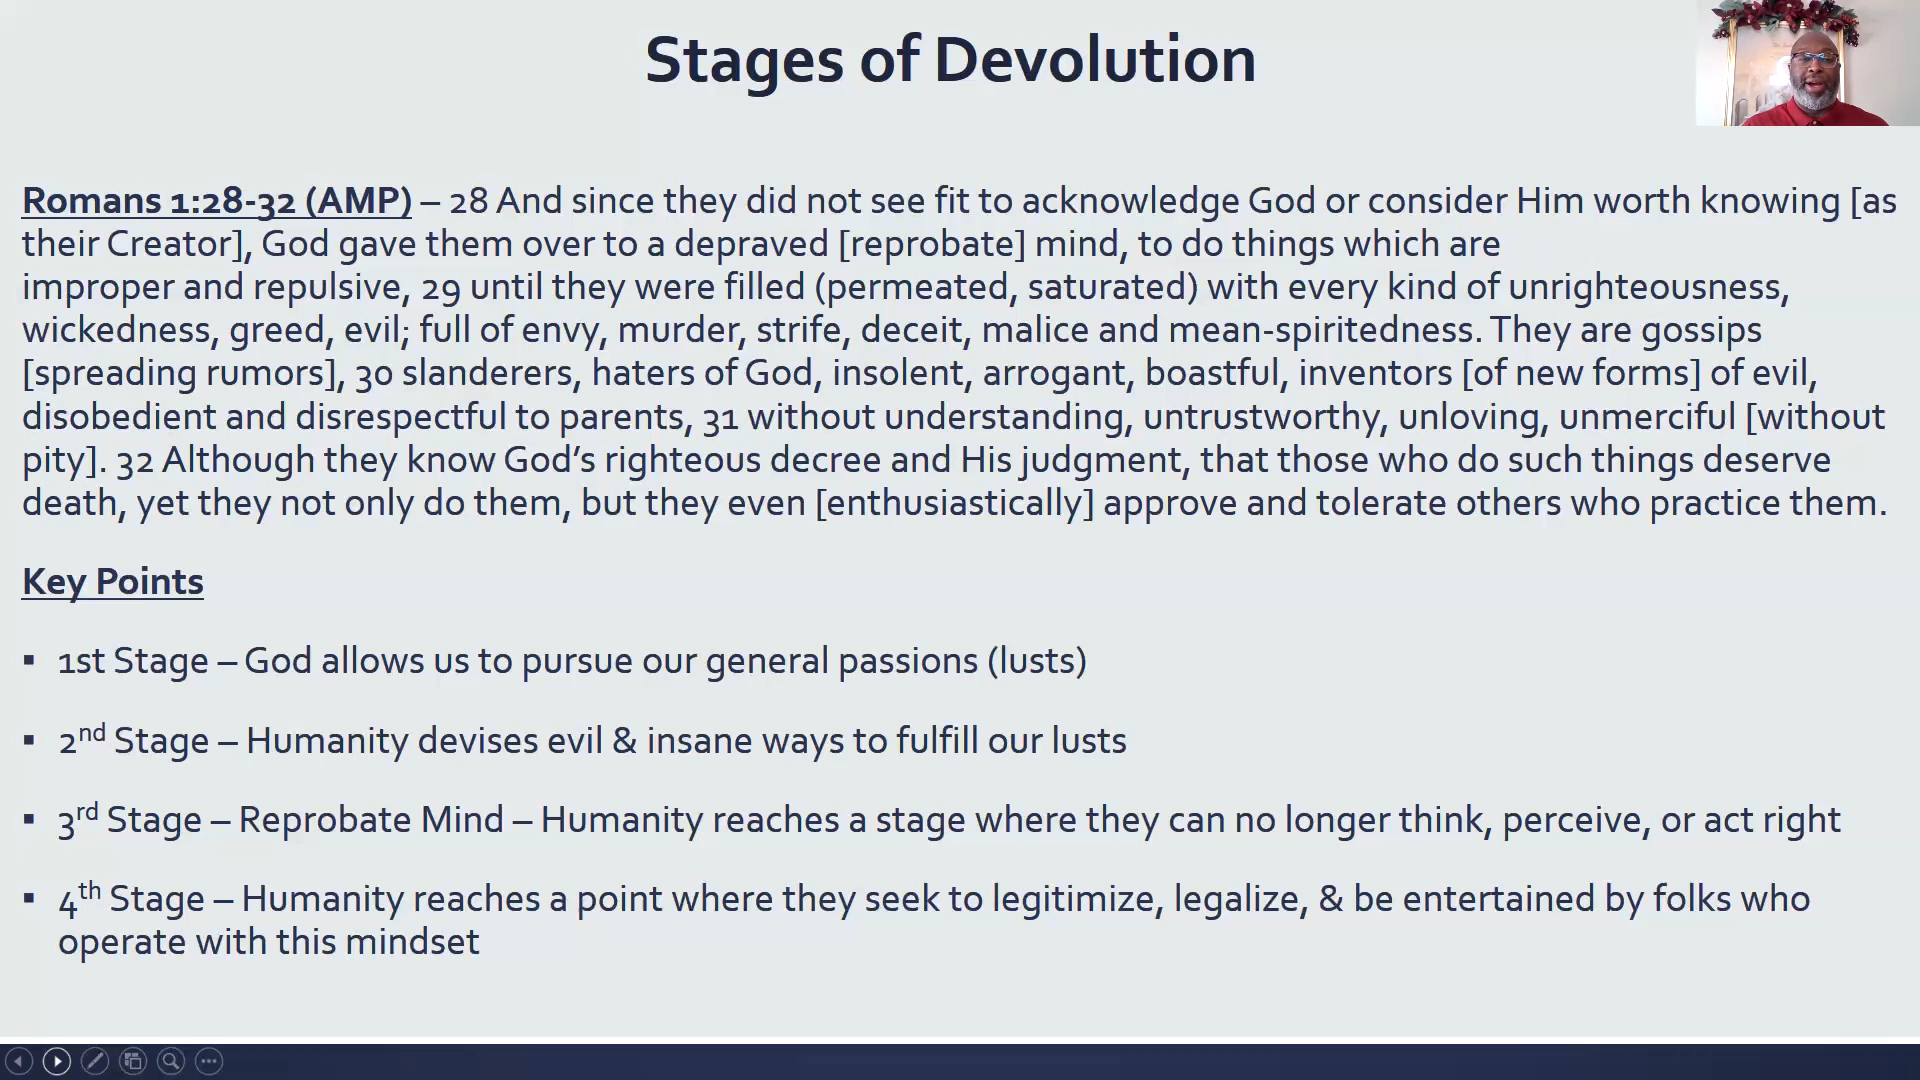 Stages of Devolution
Romans 1:28-32 (AMP) – 28 And since they did not see fit to acknowledge God or consider Him worth knowing [as
their Creator], God gave them over to a depraved [reprobate] mind, to do things which are
improper and repulsive, 29 until they were filled (permeated, saturated) with every kind of unrighteousness,
wickedness, greed, evil; full of envy, murder, strife, deceit, malice and mean-spiritedness. They are gossips
[spreading rumors], 30 slanderers, haters of God, insolent, arrogant, boastful, inventors [of new forms] of evil,
disobedient and disrespectful to parents, 31 without understanding, untrustworthy, unloving, unmerciful [without
pity]. 32 Although they know God’s righteous decree and His judgment, that those who do such things deserve
death, yet they not only do them, but they even [enthusiastically] approve and tolerate others who practice them.
Key Points
▪ 1st Stage – God allows us to pursue our general passions (lusts)
▪ 2nd Stage – Humanity devises evil & insane ways to fulfill our lusts
▪ 3rd Stage – Reprobate Mind – Humanity reaches a stage where they can no longer think, perceive, or act right
▪ 4th Stage – Humanity reaches a point where they seek to legitimize, legalize, & be entertained by folks who
operate with this mindset